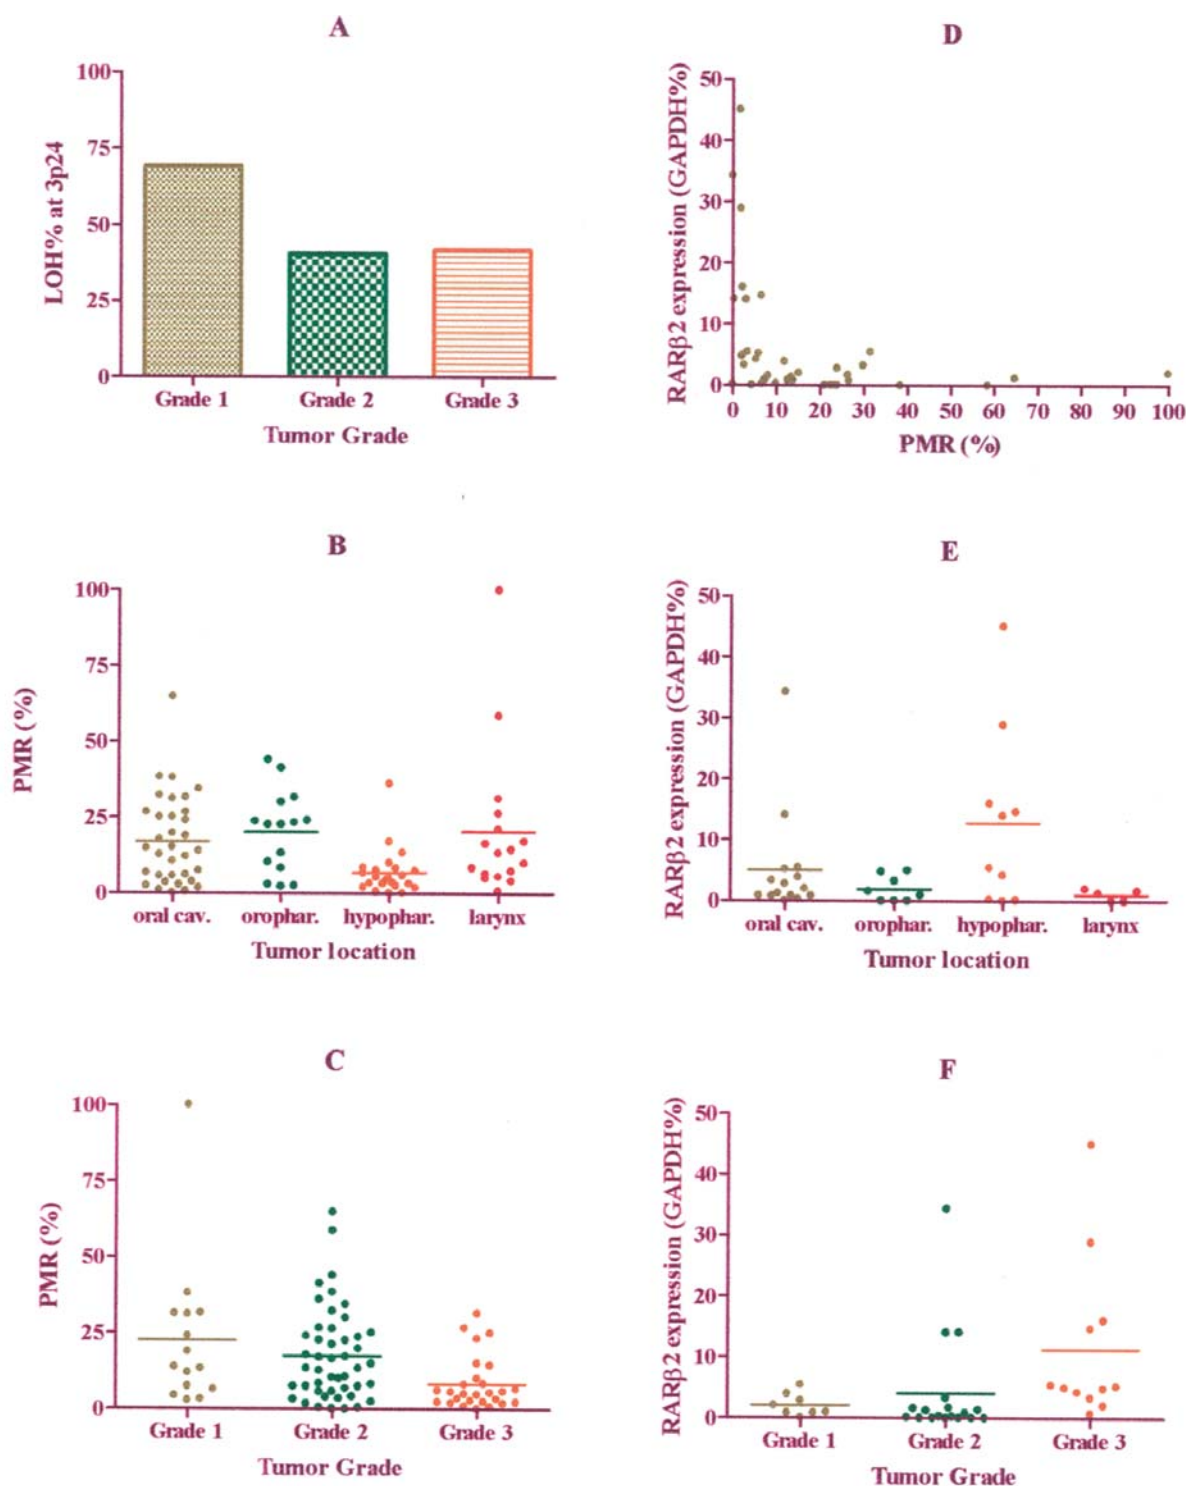 A
LOH% at 3p24
100
75
50
25
0
Grade 1 Grade 2 Grade 3
Tumor Grade
D
RARβ2 expression (GAPDH%)
50
40
30
20
10
0
0 10 20 30 40 50 60 70 80 90 100
PMR (%)
B
PMR (%)
100
75
50
25
0
oral cav. orophar. hypophar. larynx
Tumor location
E
RARβ2 expression (GAPDH%)
50
40
30
20
10
0
oral cav. orophar. hypophar. larynx
Tumor location
C
PMR (%)
100
75
50
25
0
Grade 1 Grade 2 Grade 3
Tumor Grade
F
RARβ2 expression (GAPDH%)
50
40
30
20
10
0
Grade 1 Grade 2 Grade 3
Tumor Grade